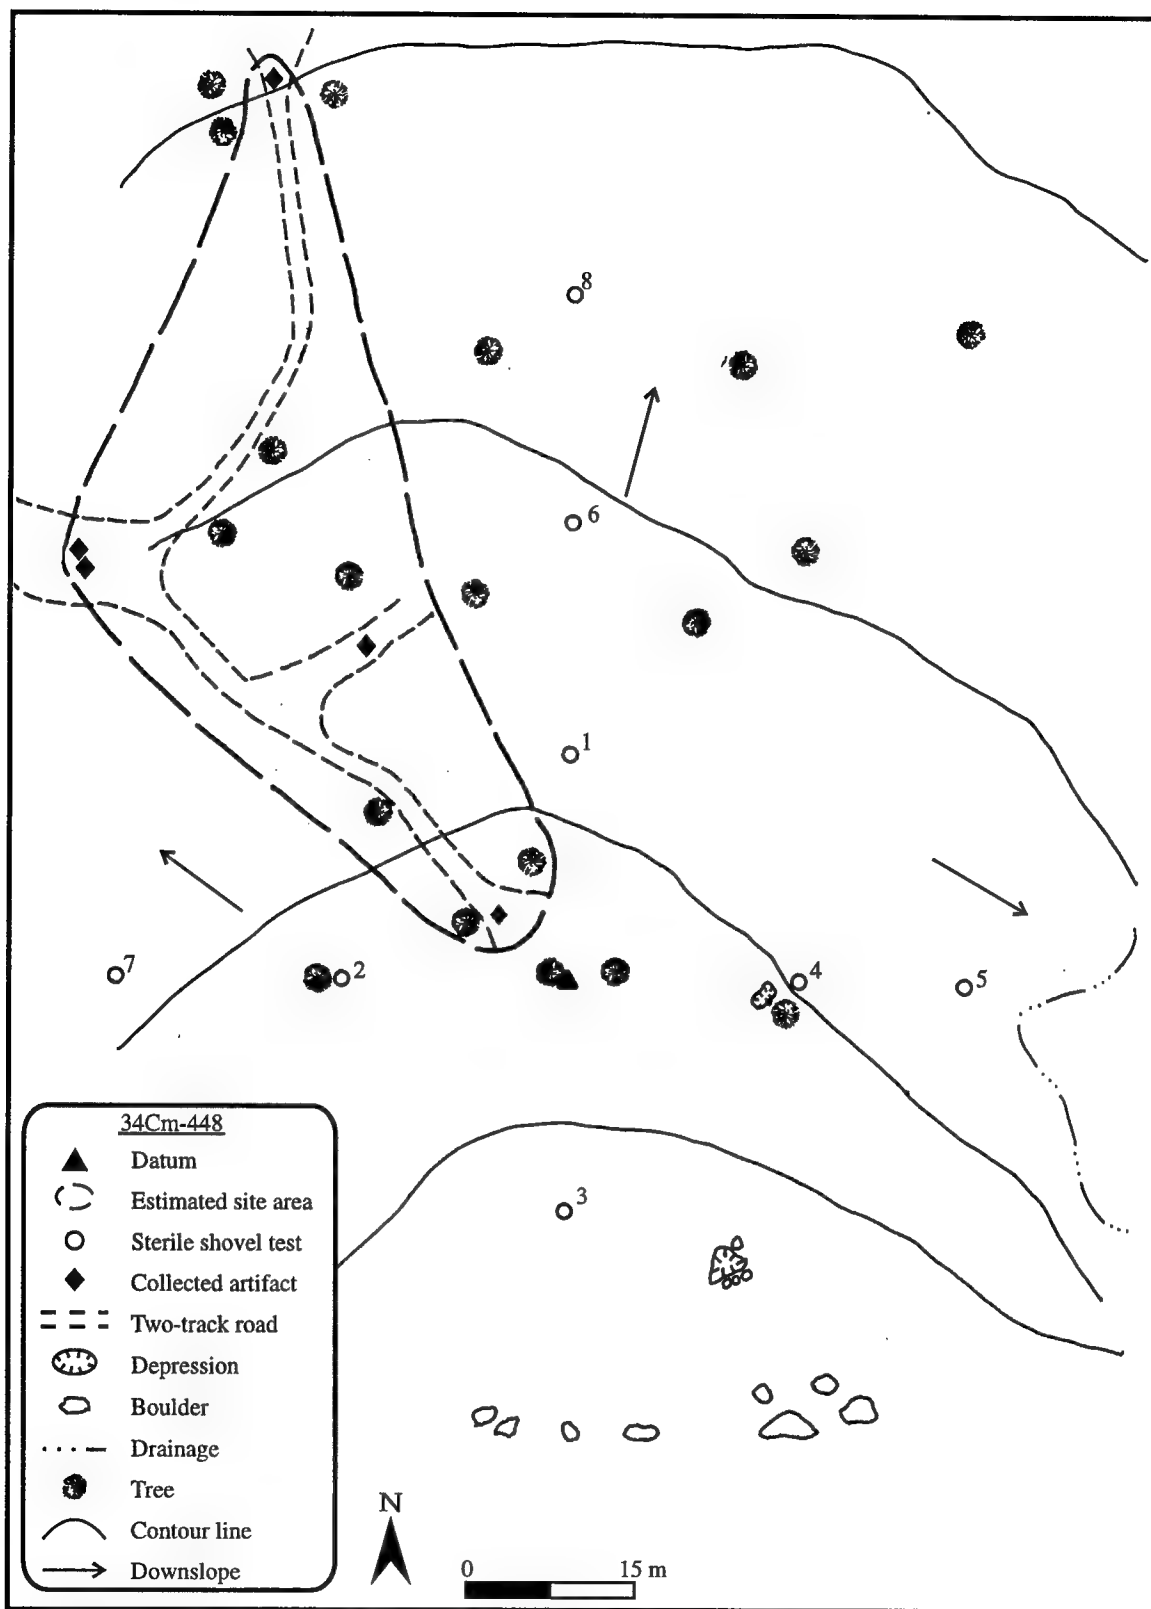 8
6
1
7
2
4
5
3
34Cm-448
Datum
Estimated site area
Sterile shovel test
Collected artifact
Two-track road
Depression
Boulder
Drainage
Tree
Contour line
Downslope
N
0 15 m